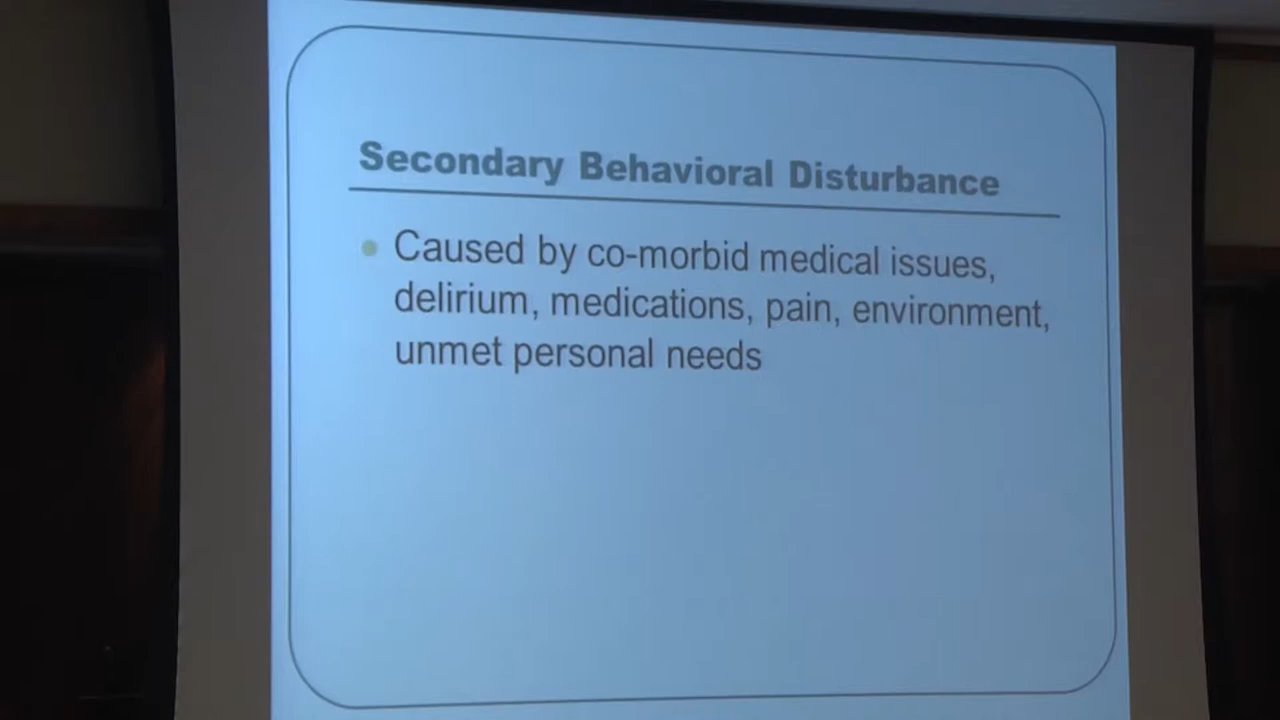 Secondary Behavioral Disturbance
Caused by co-morbid medical issues,
delirium, medications, pain, environment,
unmet personal needs